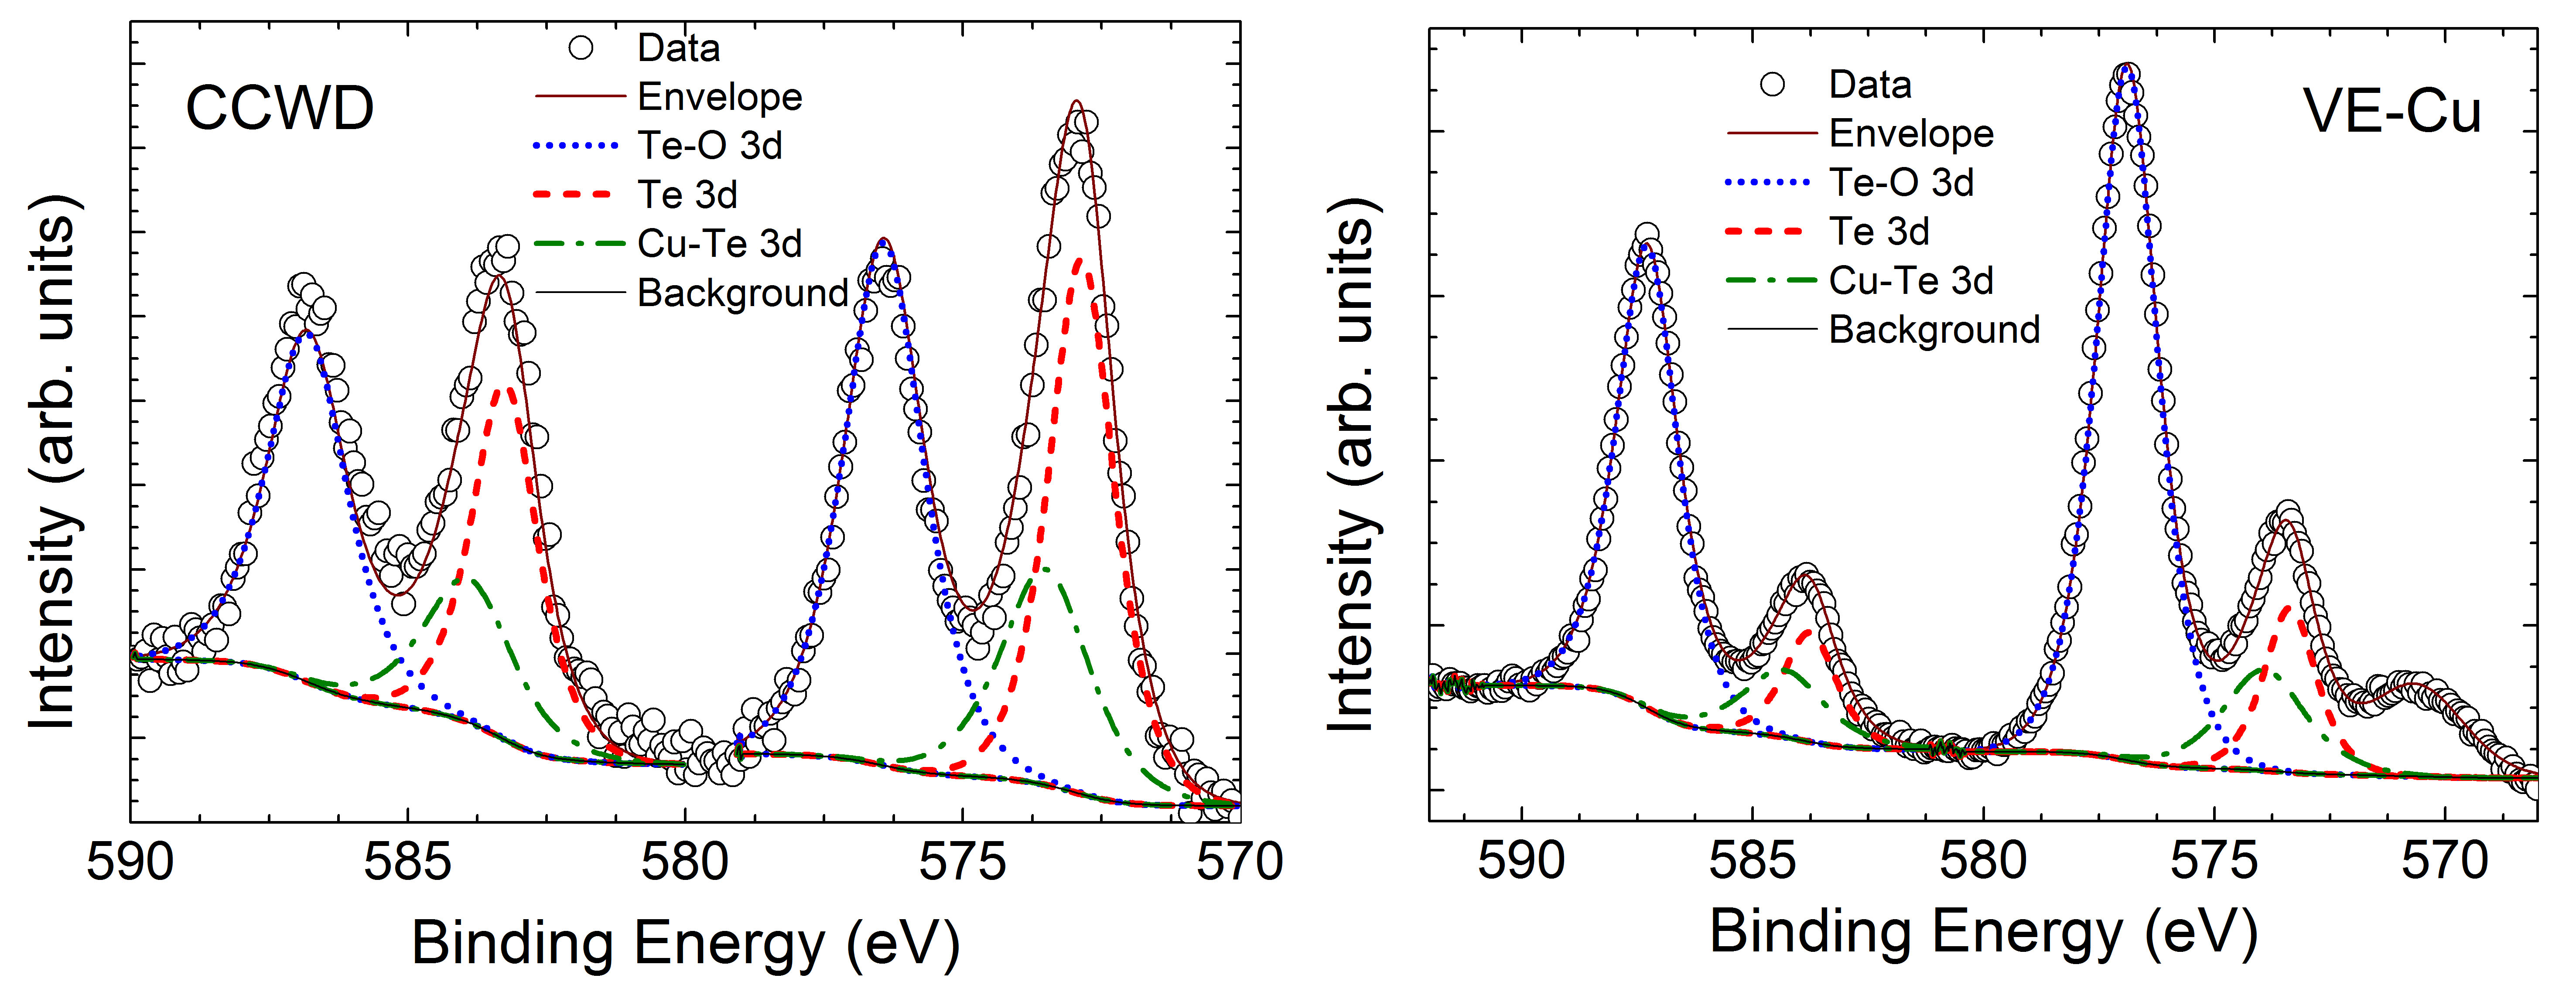 CCWD
Data
Envelope
Te-O 3d
Te 3d
Cu-Te 3d
Background
Intensity (arb. units)
590 585 580 575 570
Binding Energy (eV)
VE-Cu
Data
Envelope
Te-O 3d
Te 3d
Cu-Te 3d
Background
Intensity (arb. units)
590 585 580 575 570
Binding Energy (eV)